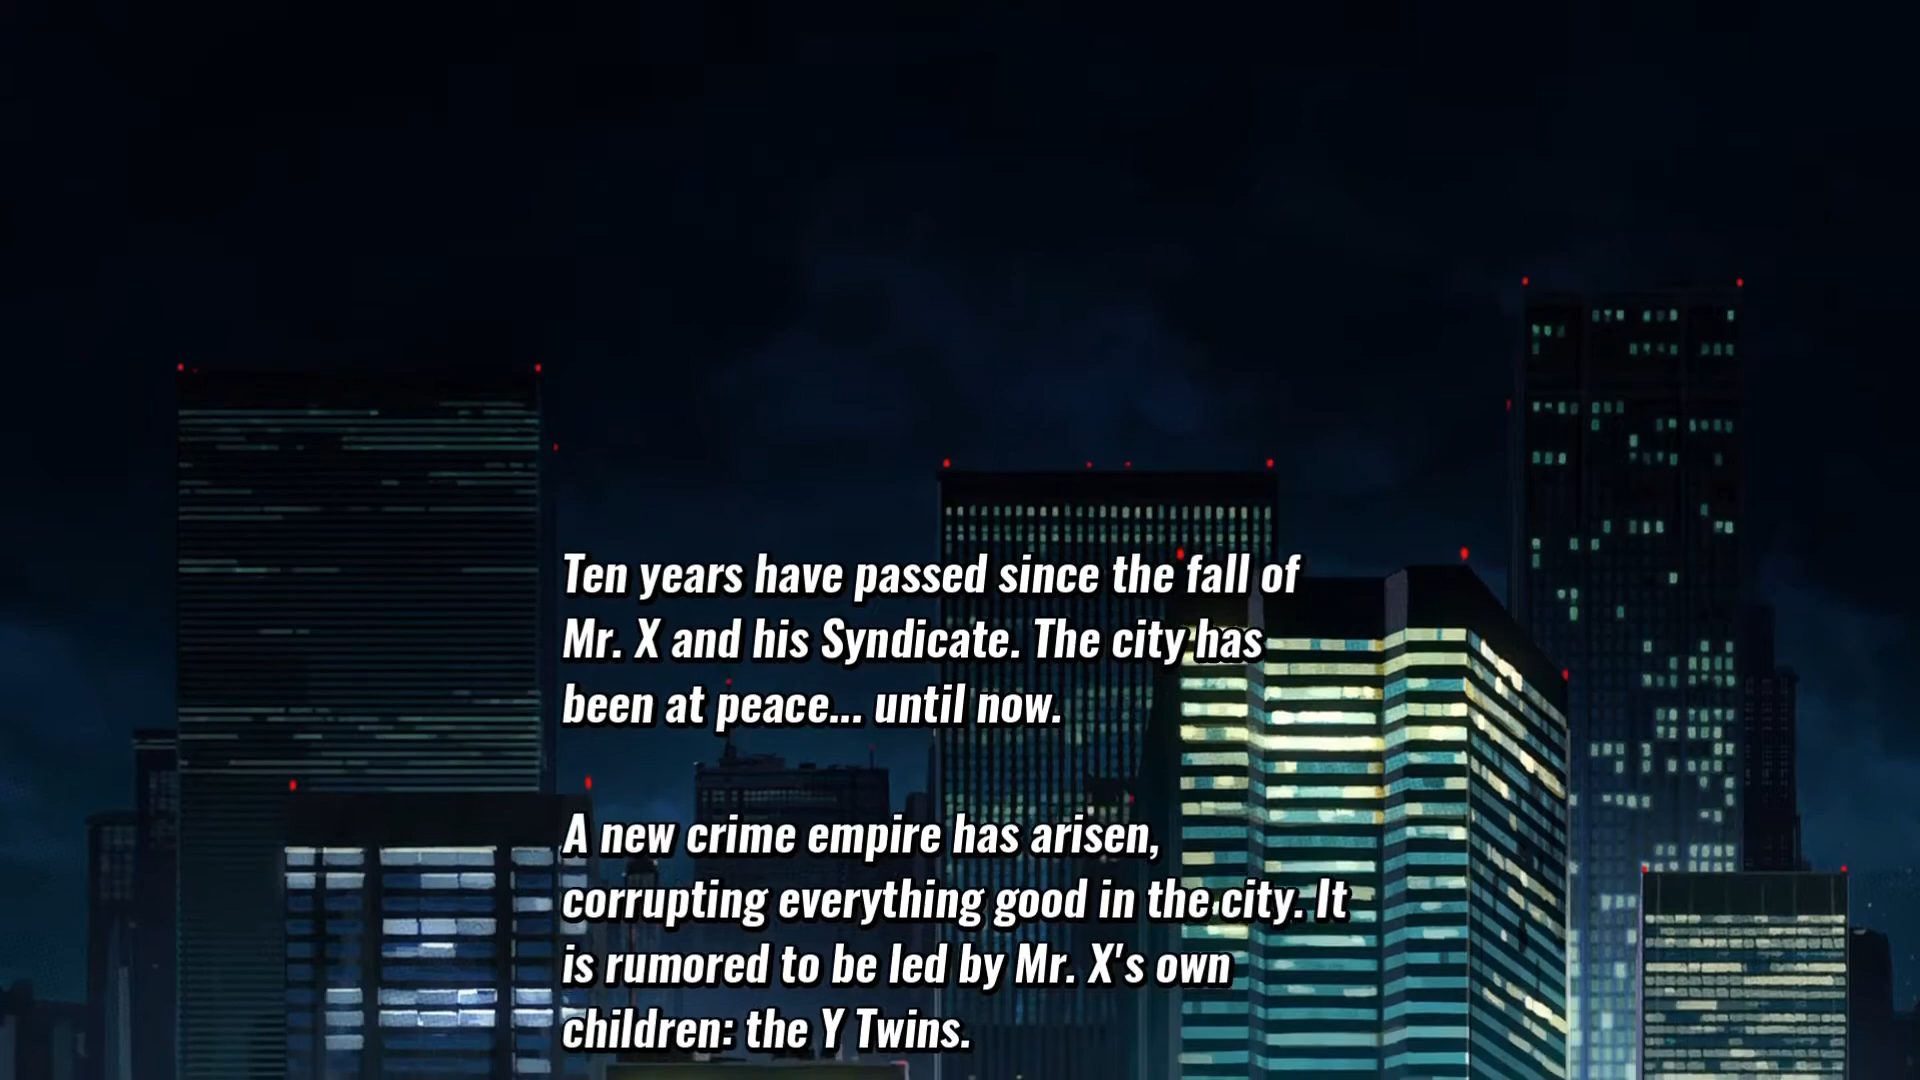 Ten years have passed since the fall of
Mr. X and his Syndicate. The city has
been at peace... until now.
A new crime empire has arisen,
corrupting everything good in the city. It
is rumored to be led by Mr. X's own
children: the Y Twins.